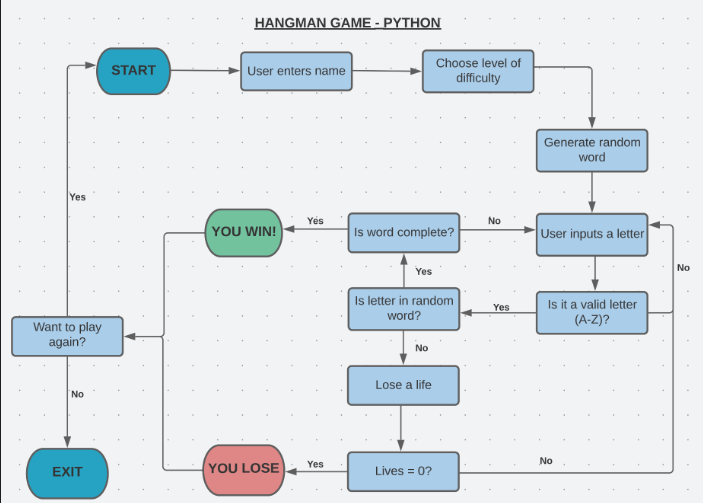 HANGMAN GAME - PYTHON
START
User enters name
Choose level of
difficulty
Generate random
word
Yes
YOU WIN!
Yes
Is word complete?
No
User inputs a letter
No
Yes
Want to play
again?
Is letter in random
word?
Yes
Is it a valid letter
(A-Z)?
No
Lose a life
No
EXIT
YOU LOSE
Yes
Lives = 0?
No